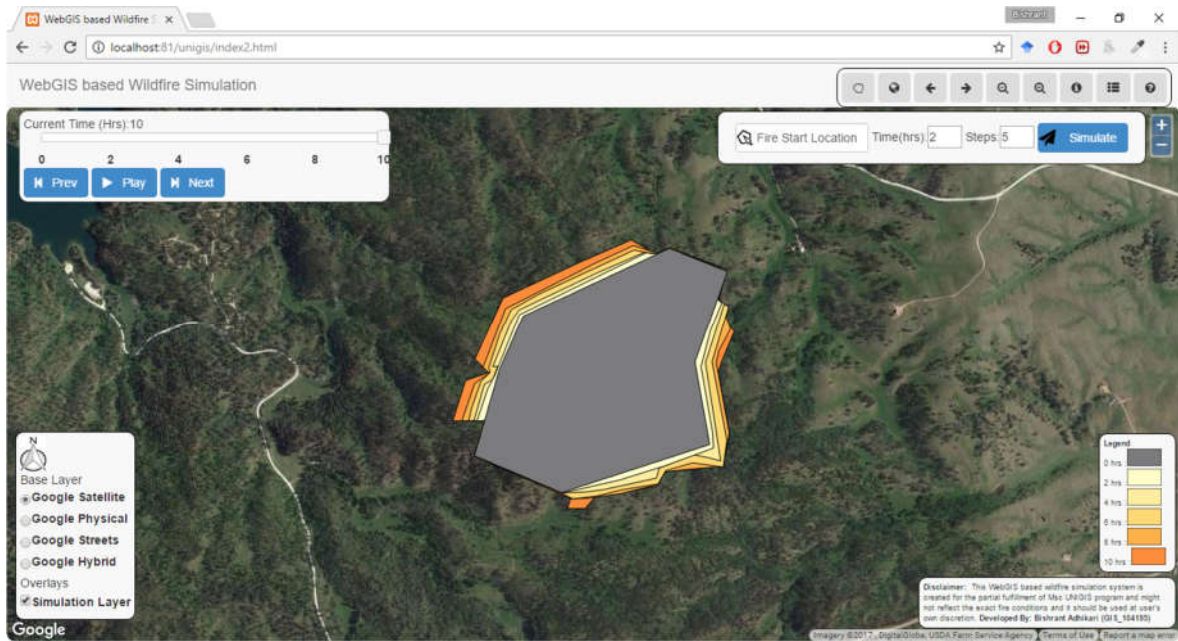 WebGIS based Wildfire S
Bishrant
localhost:81/unigis/index2.html
WebGIS based Wildfire Simulation
Current Time (Hrs):10
0 2 4 6 8 10
Prev Play Next
Fire Start Location Time(hrs): 2 Steps: 5 Simulate
+
−
N
Base Layer
Google Satellite
Google Physical
Google Streets
Google Hybrid
Overlays
Simulation Layer
Google
Legend
0 hrs
2 hrs
4 hrs
6 hrs
8 hrs
10 hrs
Disclaimer: This WebGIS based wildfire simulation system is
created for the partial fulfillment of Msc UNIGIS program and might
not reflect the exact fire conditions and it should be used at user's
own discretion. Developed By: Bishrant Adhikari (GIS_104195)
Imagery ©2017, DigitalGlobe, USDA Farm Service Agency Terms of Use Report a map error